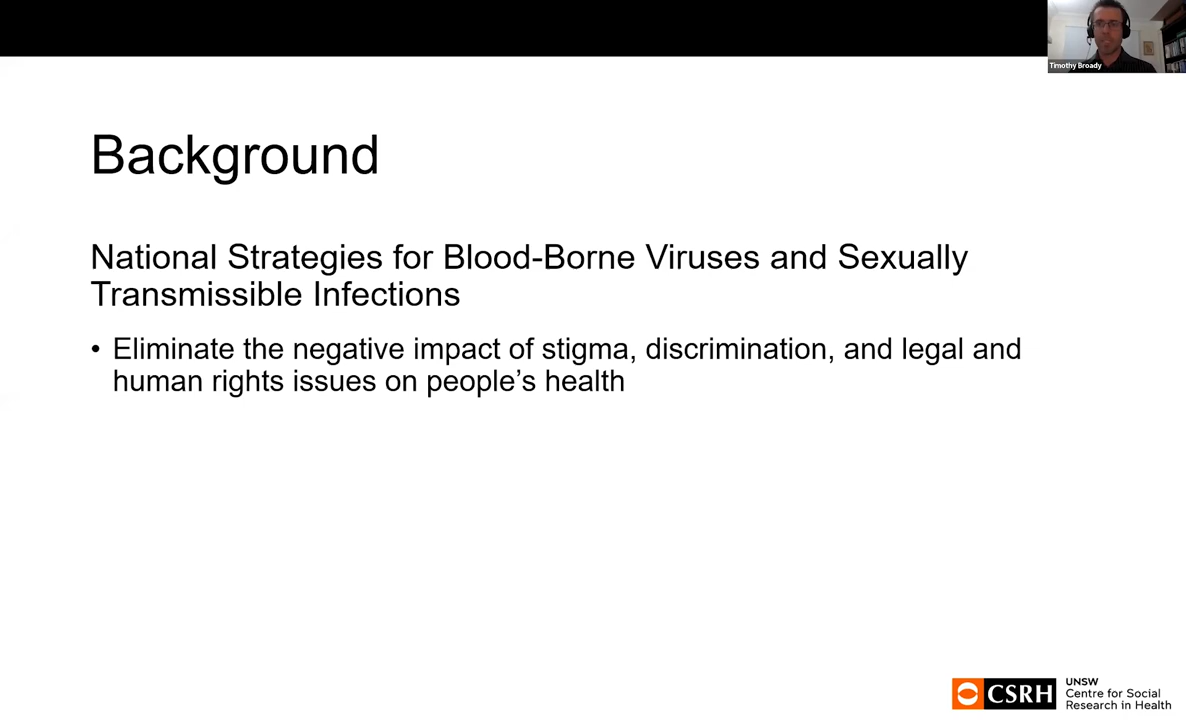 Timothy Broady
Background
National Strategies for Blood-Borne Viruses and Sexually
Transmissible Infections
• Eliminate the negative impact of stigma, discrimination, and legal and
human rights issues on people’s health
CSRH
UNSW
Centre for Social
Research in Health